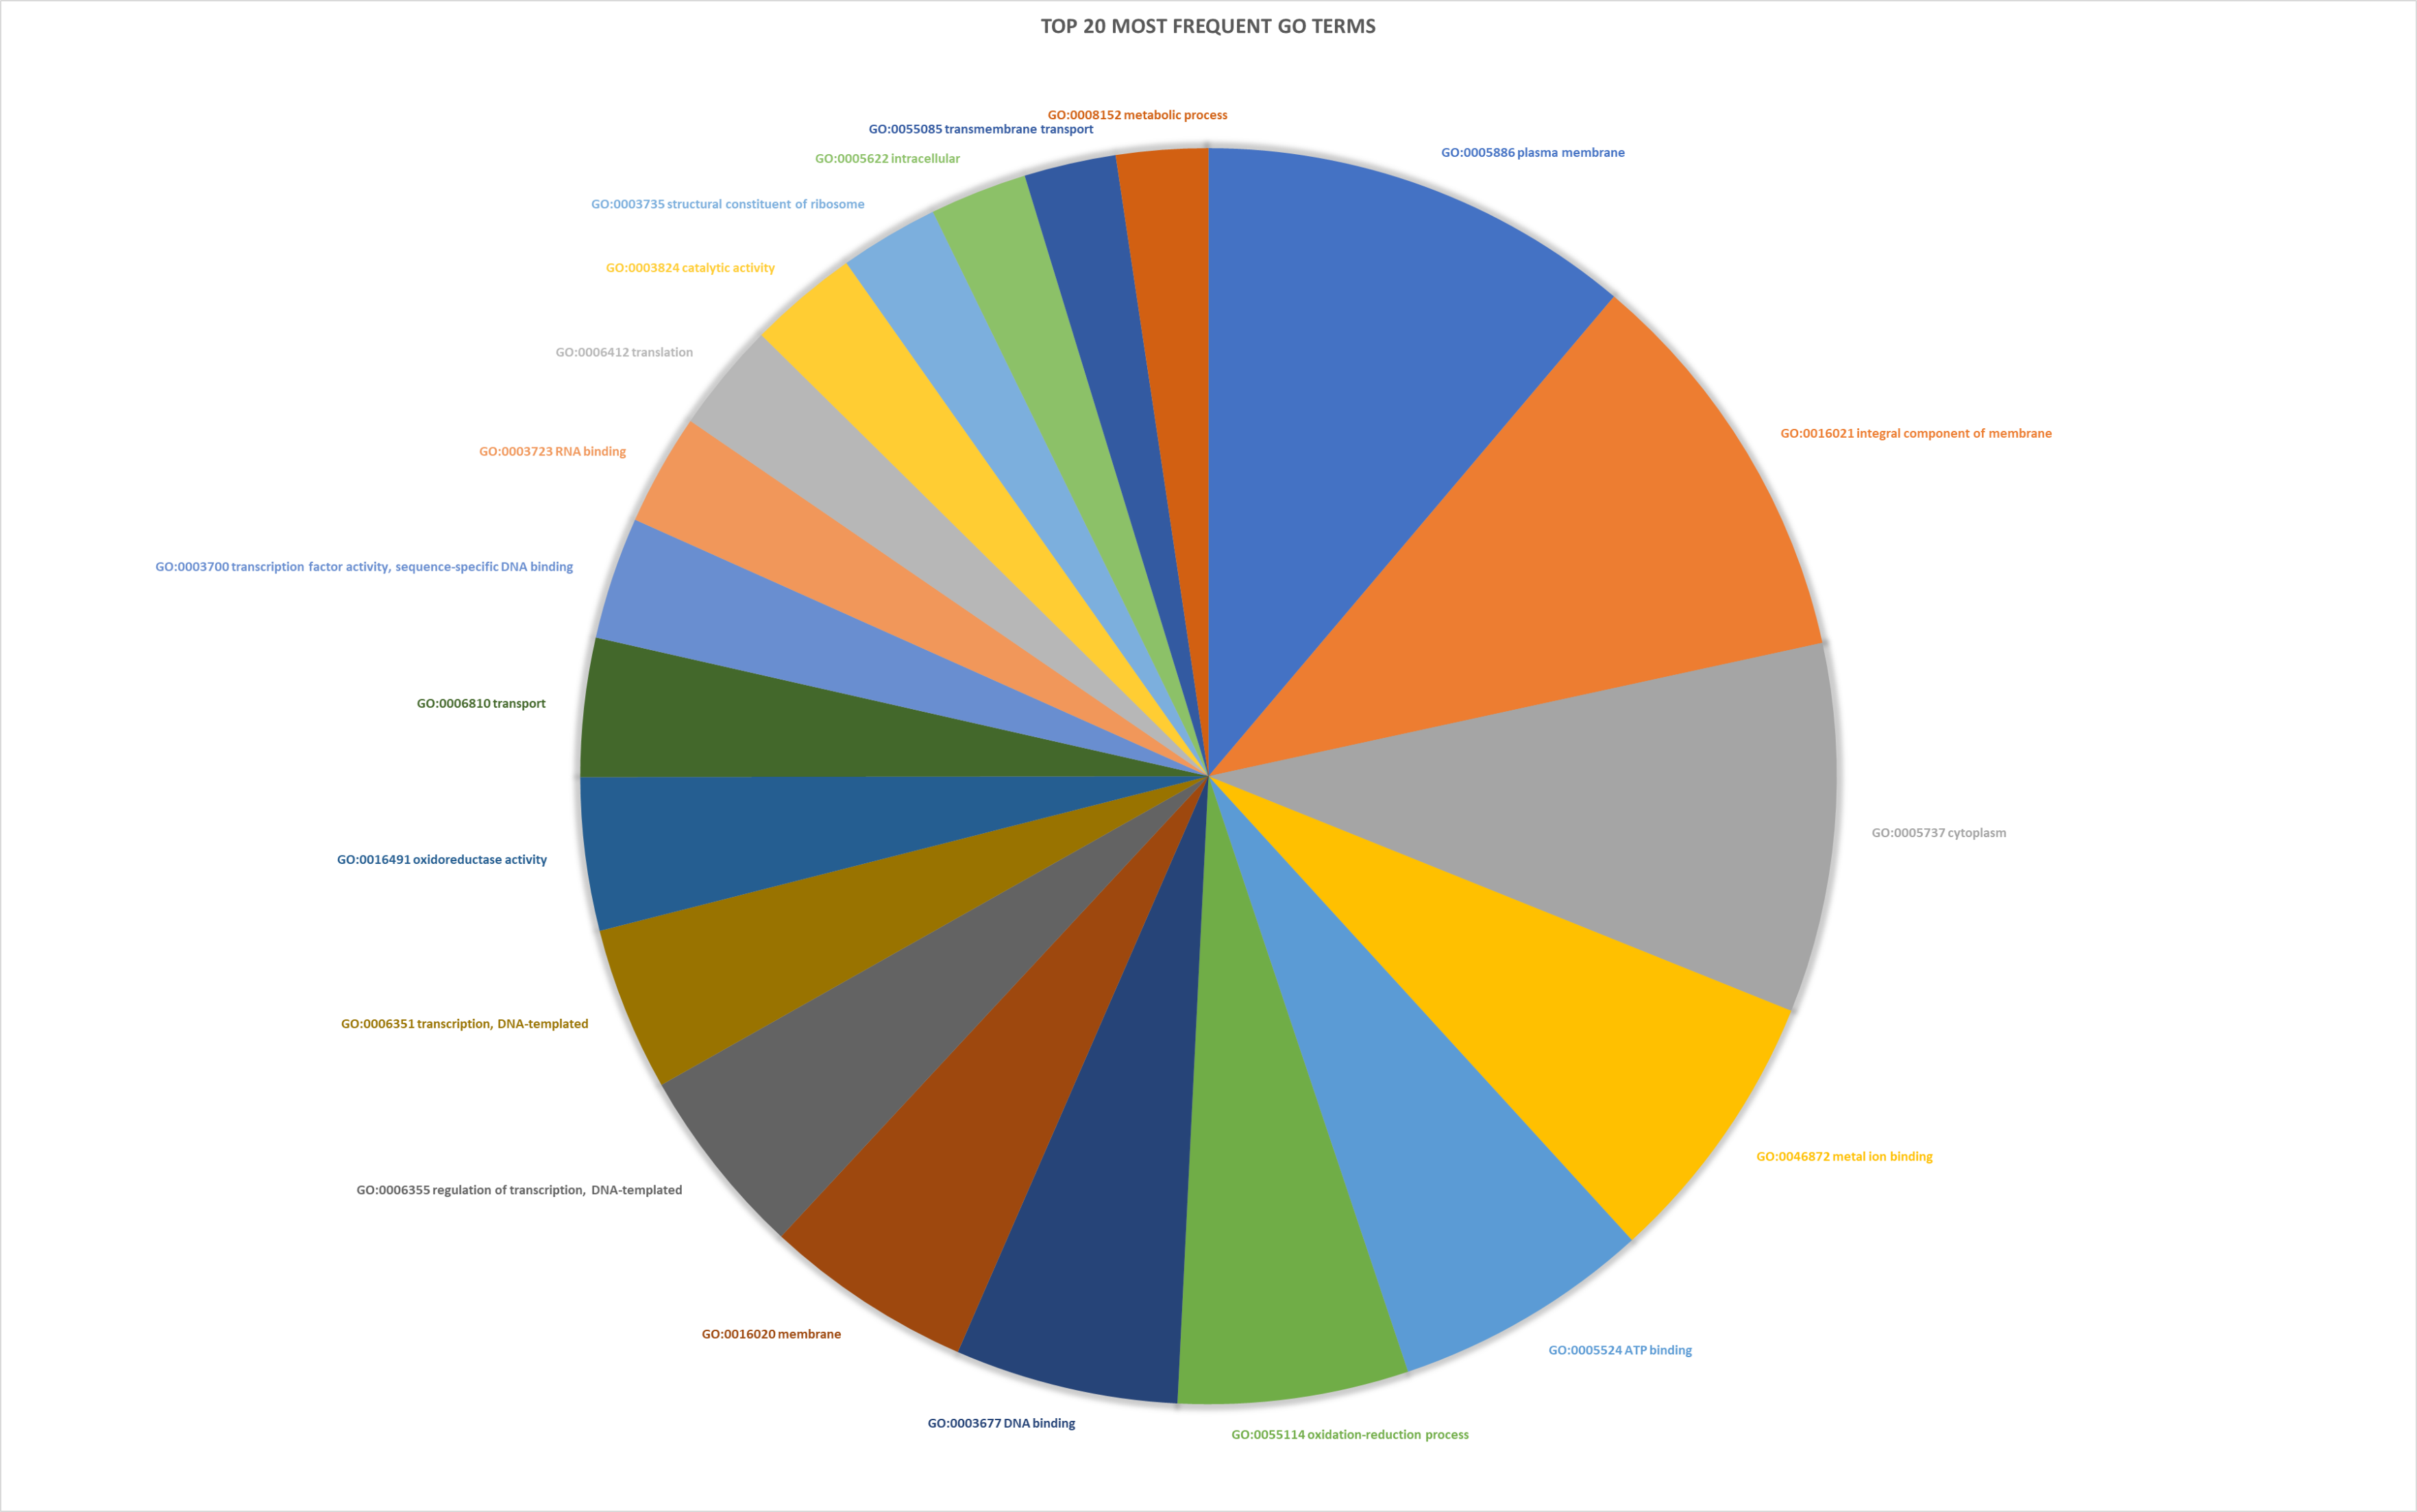 TOP 20 MOST FREQUENT GO TERMS
GO:0008152 metabolic process
GO:0055085 transmembrane transport
GO:0005886 plasma membrane
GO:0005622 intracellular
GO:0003735 structural constituent of ribosome
GO:0003824 catalytic activity
GO:0006412 translation
GO:0016021 integral component of membrane
GO:0003723 RNA binding
GO:0003700 transcription factor activity, sequence-specific DNA binding
GO:0006810 transport
GO:0005737 cytoplasm
GO:0016491 oxidoreductase activity
GO:0006351 transcription, DNA-templated
GO:0046872 metal ion binding
GO:0006355 regulation of transcription, DNA-templated
GO:0016020 membrane
GO:0005524 ATP binding
GO:0003677 DNA binding
GO:0055114 oxidation-reduction process